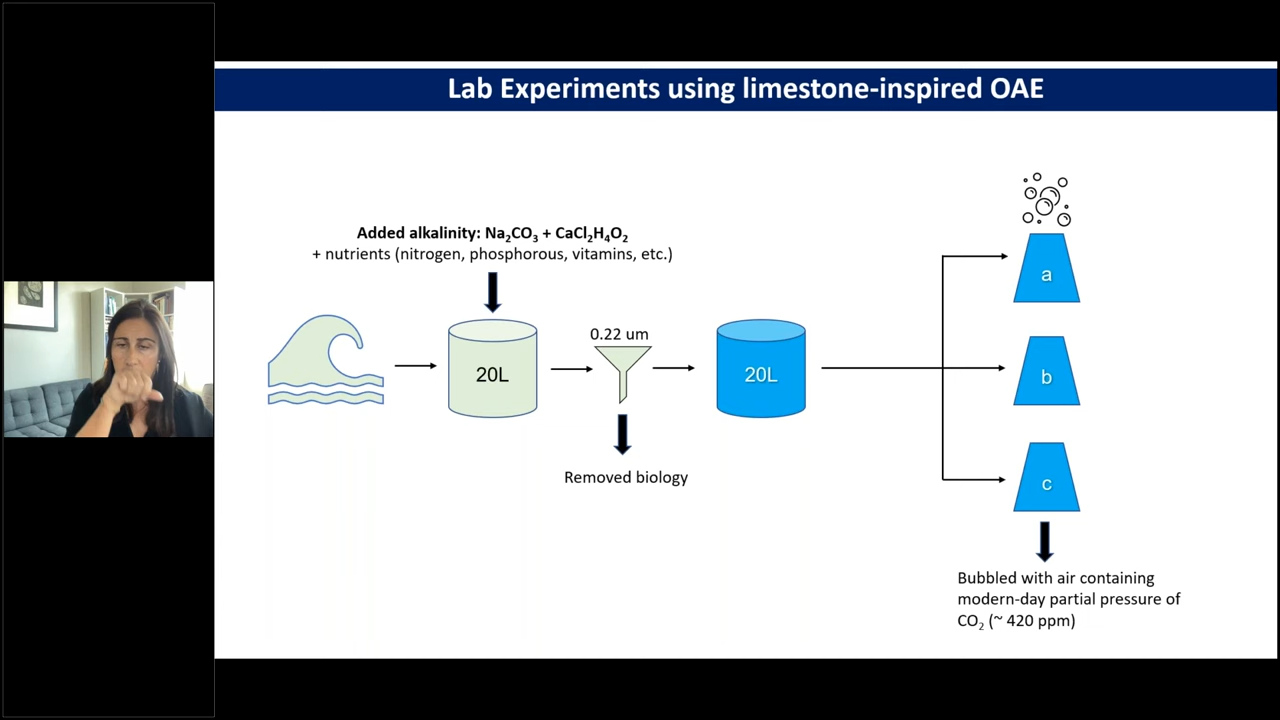 Lab Experiments using limestone-inspired OAE
Added alkalinity: Na₂CO₃ + CaCl₂H₄O₂
+ nutrients (nitrogen, phosphorous, vitamins, etc.)
20L
0.22 um
Removed biology
20L
a
b
c
Bubbled with air containing
modern-day partial pressure of
CO₂ (~ 420 ppm)